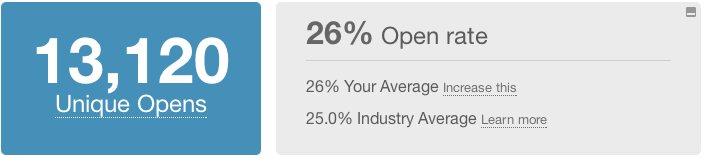 13,120
Unique Opens
26% Open rate
26% Your Average Increase this
25.0% Industry Average Learn more